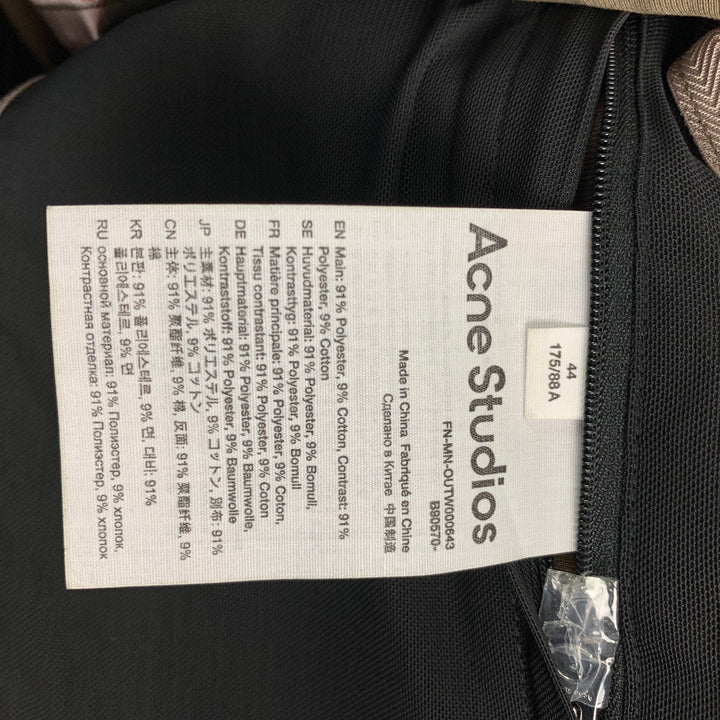 44
175/88A
Acne Studios
FN-MN-OUTW000643
B90570-
Made in China Fabriqué en Chine
Сделано в Китае 中国制造
EN Main: 91% Polyester, 9% Cotton, Contrast: 91%
Polyester, 9% Cotton
SE Huvudmaterial: 91% Polyester, 9% Bomull,
Kontrasttyg: 91% Polyester, 9% Bomull
FR Matière principale: 91% Polyester, 9% Coton,
Tissu contrastant: 91% Polyester, 9% Coton
DE Hauptmaterial: 91% Polyester, 9% Baumwolle,
Kontraststoff: 91% Polyester, 9% Baumwolle
JP 主素材: 91% ポリエステル, 9% コットン, 別布: 91%
ポリエステル, 9% コットン
CN 主体: 91% 聚酯纤维, 9% 棉, 反面: 91% 聚酯纤维, 9%
棉
KR 본판: 91% 폴리에스테르, 9% 면, 대비: 91%
폴리에스테르, 9% 면
RU основной материал: 91% Полиэстер, 9% хлопок,
Контрастная отделка: 91% Полиэстер, 9% хлопок